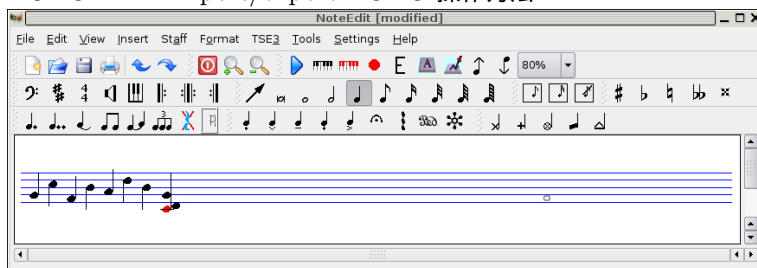 NoteEdit [modified]
File Edit View Insert Staff Format TSE3 Tools Settings Help
E A 80%